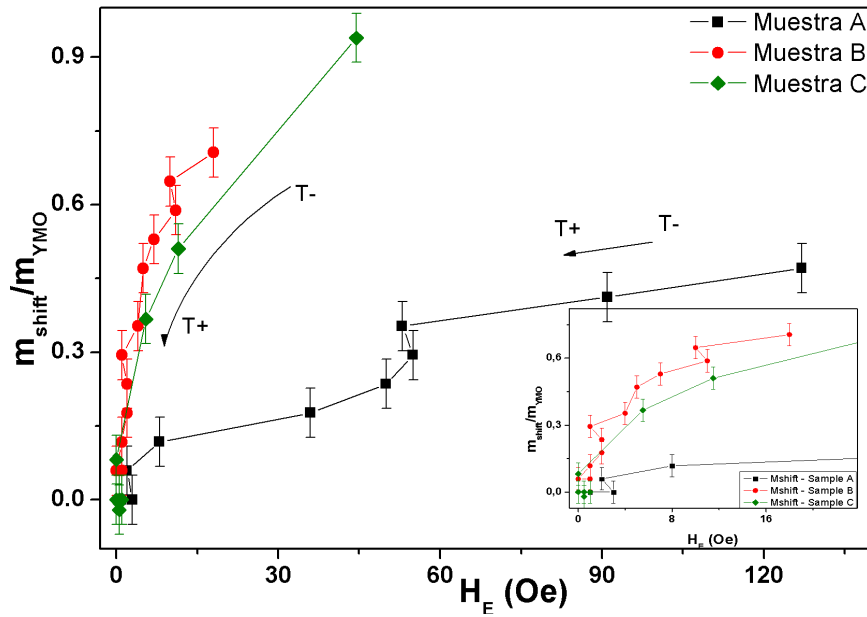 Muestra A
Muestra B
Muestra C
0.9
0.6
0.3
0.0
m_shift/m_YMO
T-
T+
T+
T-
0 30 60 90 120
H_E (Oe)
0,6
0,3
0,0
m_shift/m_YMO
Mshift - Sample A
Mshift - Sample B
Mshift - Sample C
0 8 16
H_E (Oe)